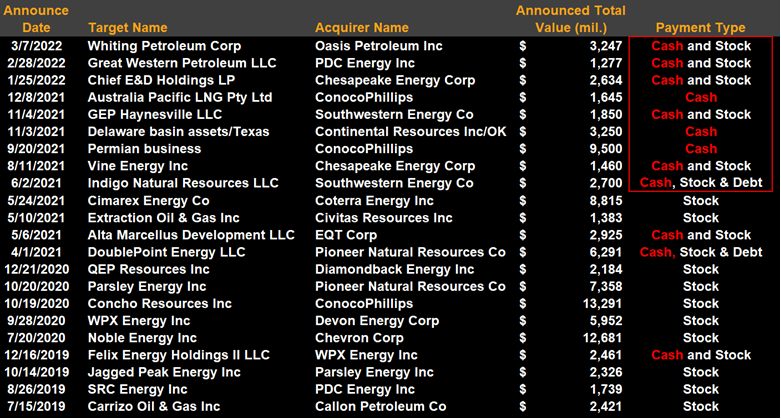 Announce Announced Total
Date Target Name Acquirer Name Value (mil.) Payment Type
3/7/2022 Whiting Petroleum Corp Oasis Petroleum Inc $ 3,247 Cash and Stock
2/28/2022 Great Western Petroleum LLC PDC Energy Inc $ 1,277 Cash and Stock
1/25/2022 Chief E&D Holdings LP Chesapeake Energy Corp $ 2,634 Cash and Stock
12/8/2021 Australia Pacific LNG Pty Ltd ConocoPhillips $ 1,645 Cash
11/4/2021 GEP Haynesville LLC Southwestern Energy Co $ 1,850 Cash and Stock
11/3/2021 Delaware basin assets/Texas Continental Resources Inc/OK $ 3,250 Cash
9/20/2021 Permian business ConocoPhillips $ 9,500 Cash
8/11/2021 Vine Energy Inc Chesapeake Energy Corp $ 1,460 Cash and Stock
6/2/2021 Indigo Natural Resources LLC Southwestern Energy Co $ 2,700 Cash, Stock & Debt
5/24/2021 Cimarex Energy Co Coterra Energy Inc $ 8,815 Stock
5/10/2021 Extraction Oil & Gas Inc Civitas Resources Inc $ 1,383 Stock
5/6/2021 Alta Marcellus Development LLC EQT Corp $ 2,925 Cash and Stock
4/1/2021 DoublePoint Energy LLC Pioneer Natural Resources Co $ 6,291 Cash, Stock & Debt
12/21/2020 QEP Resources Inc Diamondback Energy Inc $ 2,184 Stock
10/20/2020 Parsley Energy Inc Pioneer Natural Resources Co $ 7,358 Stock
10/19/2020 Concho Resources Inc ConocoPhillips $ 13,291 Stock
9/28/2020 WPX Energy Inc Devon Energy Corp $ 5,952 Stock
7/20/2020 Noble Energy Inc Chevron Corp $ 12,681 Stock
12/16/2019 Felix Energy Holdings II LLC WPX Energy Inc $ 2,461 Cash and Stock
10/14/2019 Jagged Peak Energy Inc Parsley Energy Inc $ 2,326 Stock
8/26/2019 SRC Energy Inc PDC Energy Inc $ 1,739 Stock
7/15/2019 Carrizo Oil & Gas Inc Callon Petroleum Co $ 2,421 Stock